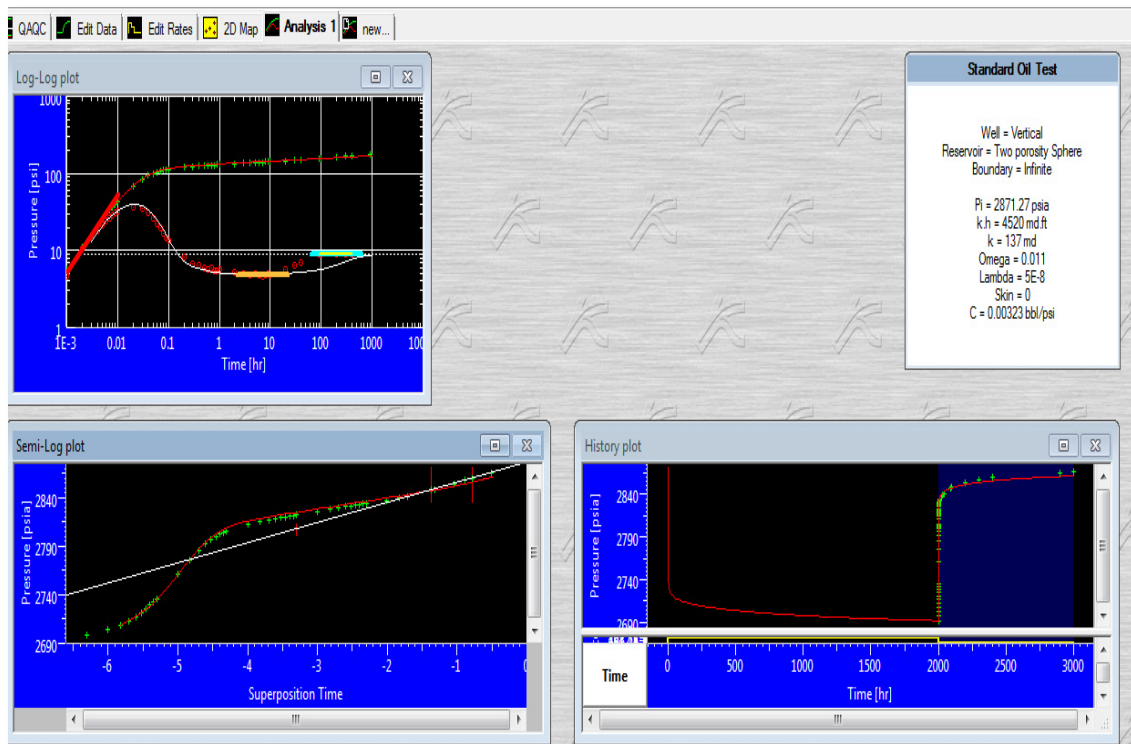 QAQC Edit Data Edit Rates 2D Map Analysis 1 new...
Log-Log plot
1000
100
10
1
Pressure [psi]
1E-3 0.01 0.1 1 10 100 1000 100
Time [hr]
Standard Oil Test
Well = Vertical
Reservoir = Two porosity Sphere
Boundary = Infinite
Pi = 2871.27 psia
k.h = 4520 md.ft
k = 137 md
Omega = 0.011
Lambda = 5E-8
Skin = 0
C = 0.00323 bbl/psi
Semi-Log plot
2840
2790
2740
2690
Pressure [psia]
-6 -5 -4 -3 -2 -1 0
Superposition Time
History plot
2840
2790
2740
2690
Pressure [psia]
Time
0 500 1000 1500 2000 2500 3000
Time [hr]